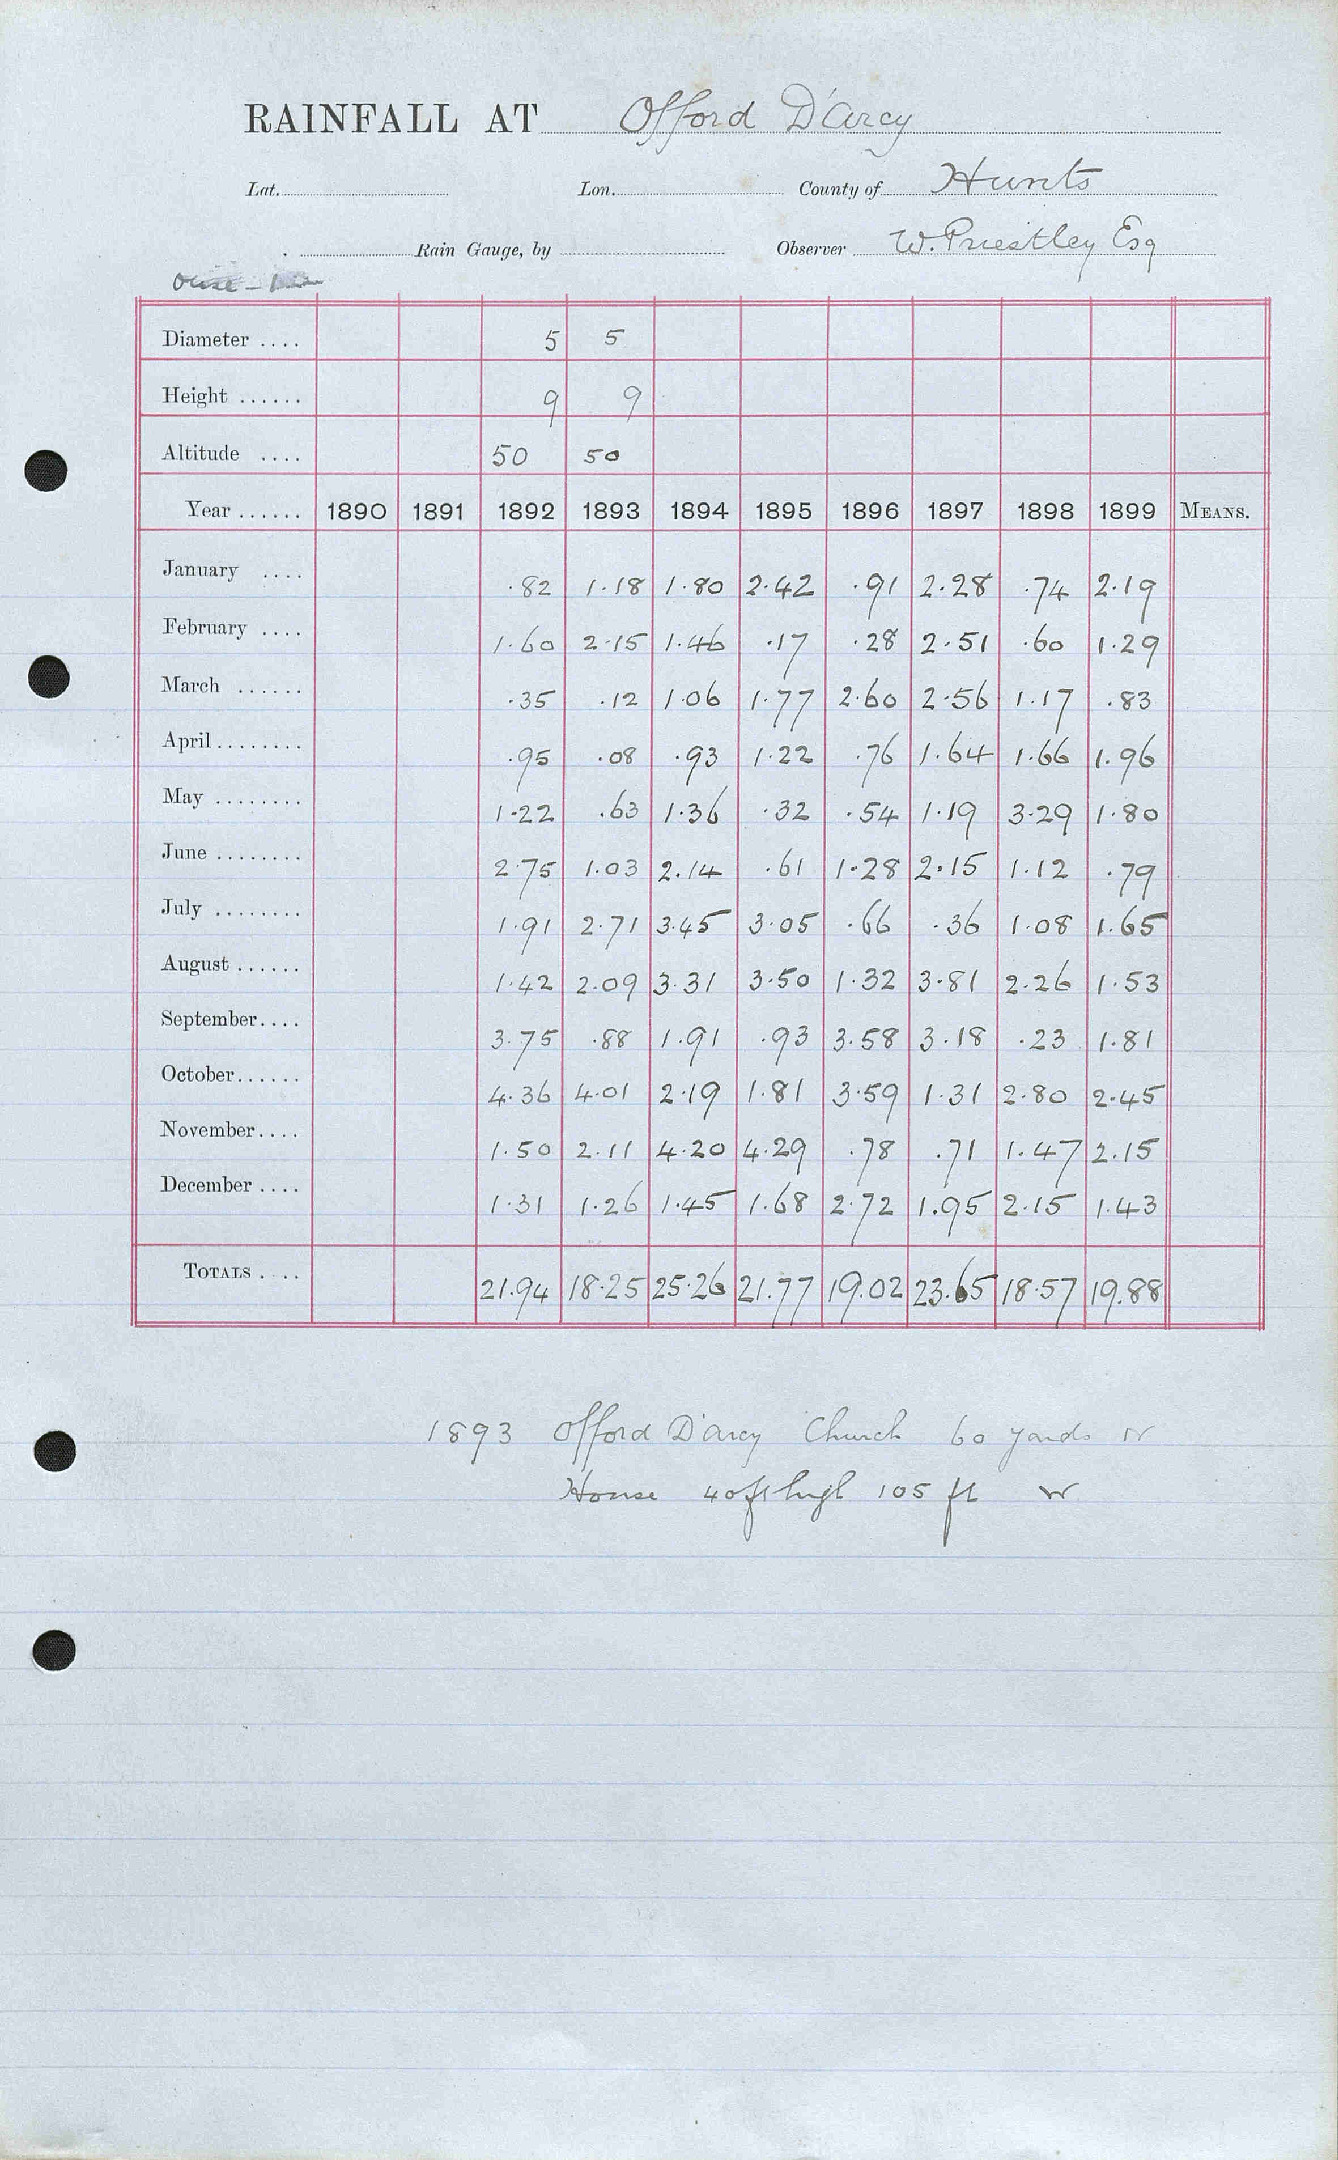 RAINFALL AT Offord D'Arcy
Lat. Lon. County of Hunts
Rain Gauge, by Observer W. Priestley Esq
Diameter .... 5 5
Height ...... 9 9
Altitude .... 50 50
Year ...... 1890 1891 1892 1893 1894 1895 1896 1897 1898 1899 MEANS.
January .... .82 1.18 1.80 2.42 .91 2.28 .74 2.19
February .... 1.60 2.15 1.46 .17 .28 2.51 .60 1.29
March ...... .35 .12 1.06 1.77 2.60 2.56 1.17 .83
April ........ .95 .08 .93 1.22 .76 1.64 1.66 1.96
May ........ 1.22 .63 1.36 .32 .54 1.19 3.29 1.80
June ........ 2.75 1.03 2.14 .61 1.28 2.15 1.12 .79
July ........ 1.91 2.71 3.45 3.05 .66 .36 1.08 1.65
August ...... 1.42 2.09 3.31 3.50 1.32 3.81 2.26 1.53
September .... 3.75 .88 1.91 .93 3.58 3.18 .23 1.81
October ...... 4.36 4.01 2.19 1.81 3.59 1.31 2.80 2.45
November .... 1.50 2.11 4.20 4.29 .78 .71 1.47 2.15
December .... 1.31 1.26 1.45 1.68 2.72 1.95 2.15 1.43
TOTALS .... 21.94 18.25 25.26 21.77 19.02 23.65 18.57 19.88
1893 Offord D'Arcy Church 60 yards N
House 40 ft high 105 ft W